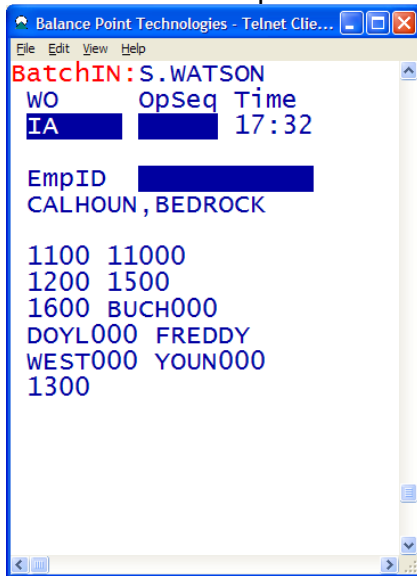 Balance Point Technologies - Telnet Clie...
File Edit View Help
BatchIN:S.WATSON
WO OpSeq Time
IA 17:32
EmpID
CALHOUN,BEDROCK
1100 11000
1200 1500
1600 BUCH000
DOYL000 FREDDY
WEST000 YOUN000
1300